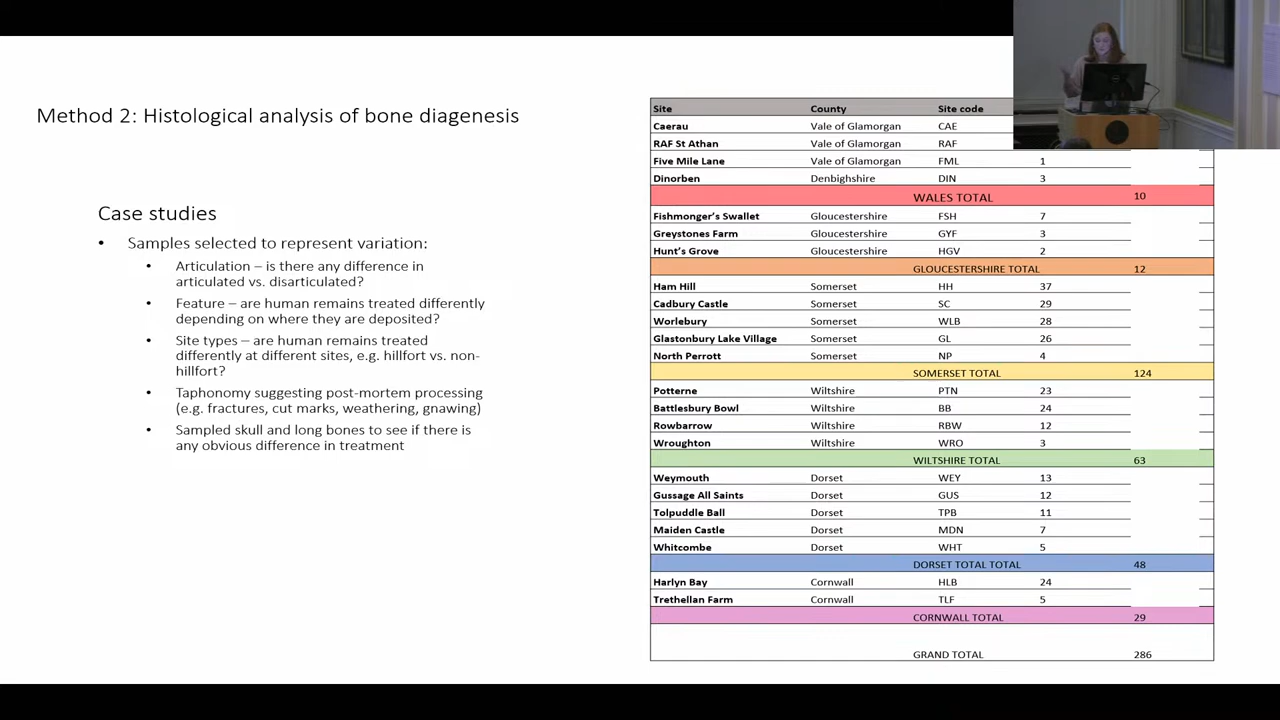 Method 2: Histological analysis of bone diagenesis
Case studies
• Samples selected to represent variation:
• Articulation – is there any difference in
articulated vs. disarticulated?
• Feature – are human remains treated differently
depending on where they are deposited?
• Site types – are human remains treated
differently at different sites, e.g. hillfort vs. non-
hillfort?
• Taphonomy suggesting post-mortem processing
(e.g. fractures, cut marks, weathering, gnawing)
• Sampled skull and long bones to see if there is
any obvious difference in treatment
Site County Site code
Caerau Vale of Glamorgan CAE
RAF St Athan Vale of Glamorgan RAF
Five Mile Lane Vale of Glamorgan FML 1
Dinorben Denbighshire DIN 3
WALES TOTAL 10
Fishmonger's Swallet Gloucestershire FSH 7
Greystones Farm Gloucestershire GYF 3
Hunt's Grove Gloucestershire HGV 2
GLOUCESTERSHIRE TOTAL 12
Ham Hill Somerset HH 37
Cadbury Castle Somerset SC 29
Worlebury Somerset WLB 28
Glastonbury Lake Village Somerset GL 26
North Perrott Somerset NP 4
SOMERSET TOTAL 124
Potterne Wiltshire PTN 23
Battlesbury Bowl Wiltshire BB 24
Rowbarrow Wiltshire RBW 12
Wroughton Wiltshire WRO 3
WILTSHIRE TOTAL 63
Weymouth Dorset WEY 13
Gussage All Saints Dorset GUS 12
Tolpuddle Ball Dorset TPB 11
Maiden Castle Dorset MDN 7
Whitcombe Dorset WHT 5
DORSET TOTAL TOTAL 48
Harlyn Bay Cornwall HLB 24
Trethellan Farm Cornwall TLF 5
CORNWALL TOTAL 29
GRAND TOTAL 286